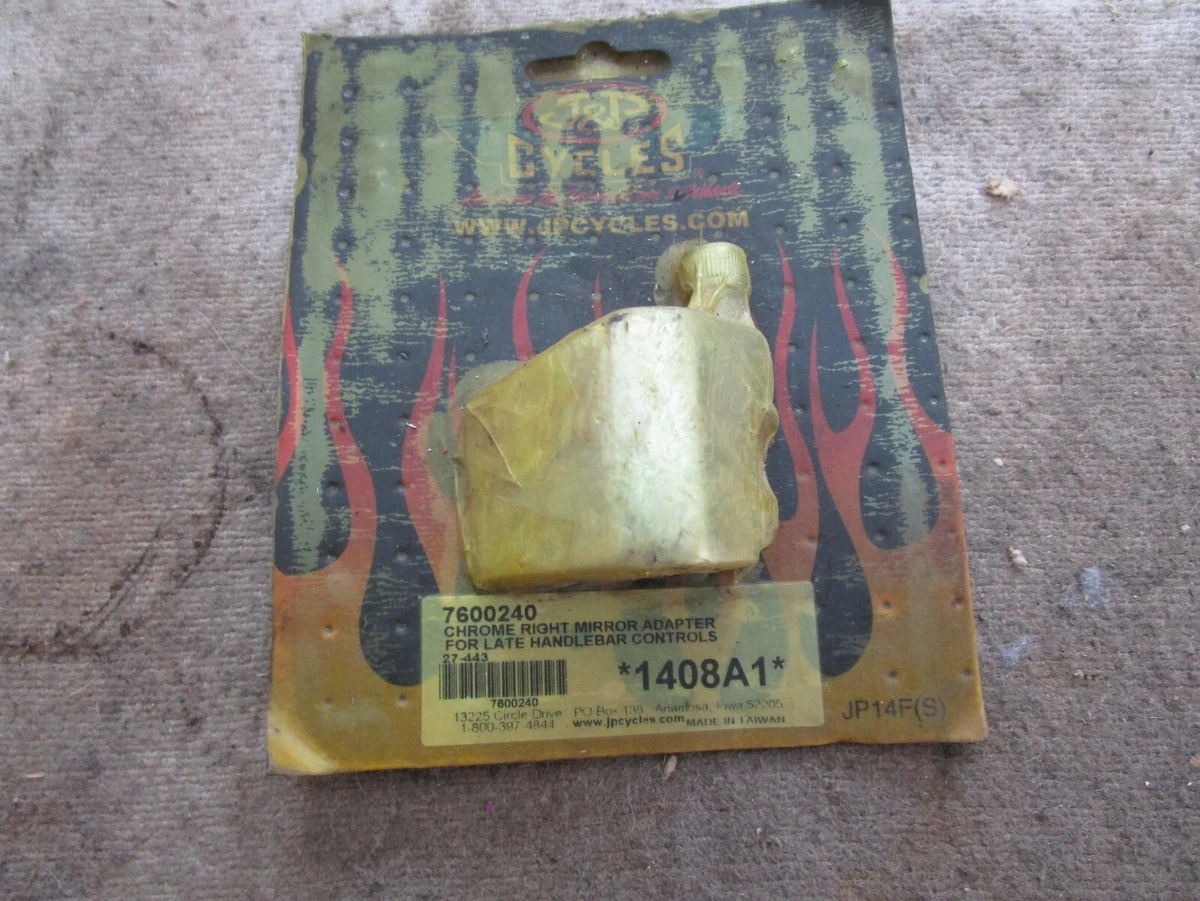 J&P
CYCLES
WWW.JPCYCLES.COM
7600240
CHROME RIGHT MIRROR ADAPTER
FOR LATE HANDLEBAR CONTROLS
27-443
*1408A1*
7600240
13225 Circle Drive PO Box 138 Anamosa, Iowa 52205
1-800-397-4844 . www.jpcycles.com MADE IN TAIWAN
JP14F(S)